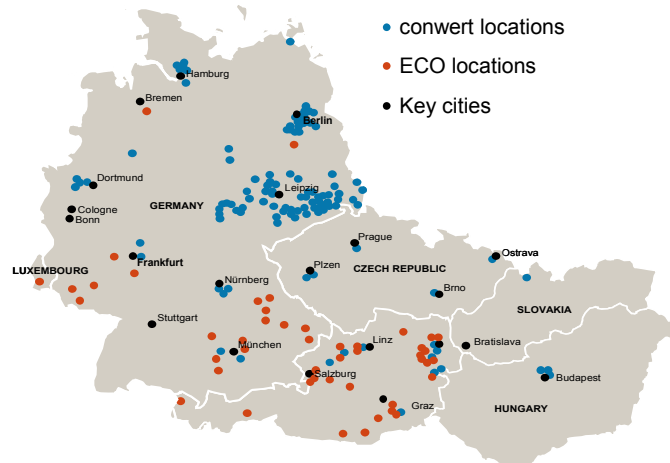 conwert locations
ECO locations
Key cities
Hamburg
Bremen
Berlin
Dortmund
Leipzig
Cologne
GERMANY
Bonn
Prague
Ostrava
LUXEMBOURG
Frankfurt
Plzen
CZECH REPUBLIC
Nürnberg
Brno
SLOVAKIA
Stuttgart
München
Linz
Bratislava
Salzburg
Budapest
Graz
HUNGARY